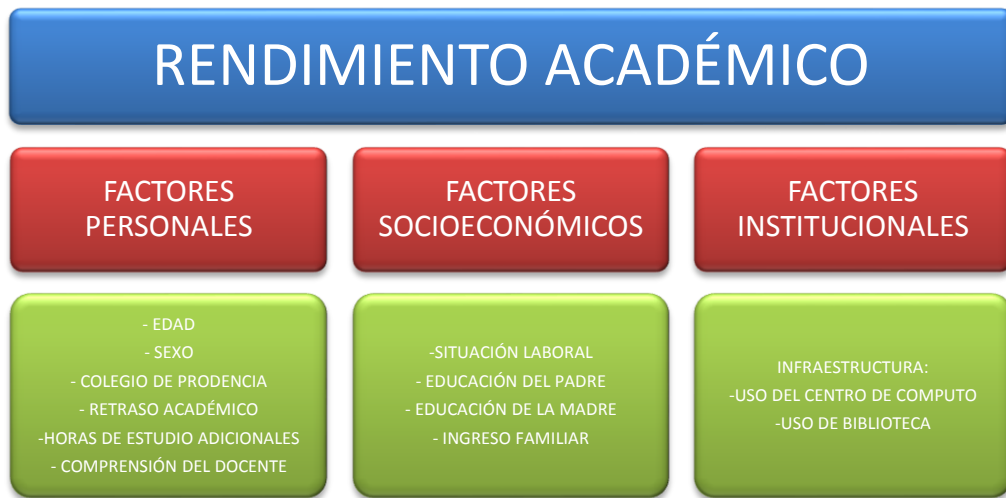 RENDIMIENTO ACADÉMICO
FACTORES
PERSONALES
- EDAD
- SEXO
- COLEGIO DE PRODENCIA
- RETRASO ACADÉMICO
-HORAS DE ESTUDIO ADICIONALES
- COMPRENSIÓN DEL DOCENTE
FACTORES
SOCIOECONÓMICOS
-SITUACIÓN LABORAL
- EDUCACIÓN DEL PADRE
- EDUCACIÓN DE LA MADRE
- INGRESO FAMILIAR
FACTORES
INSTITUCIONALES
INFRAESTRUCTURA:
-USO DEL CENTRO DE COMPUTO
-USO DE BIBLIOTECA